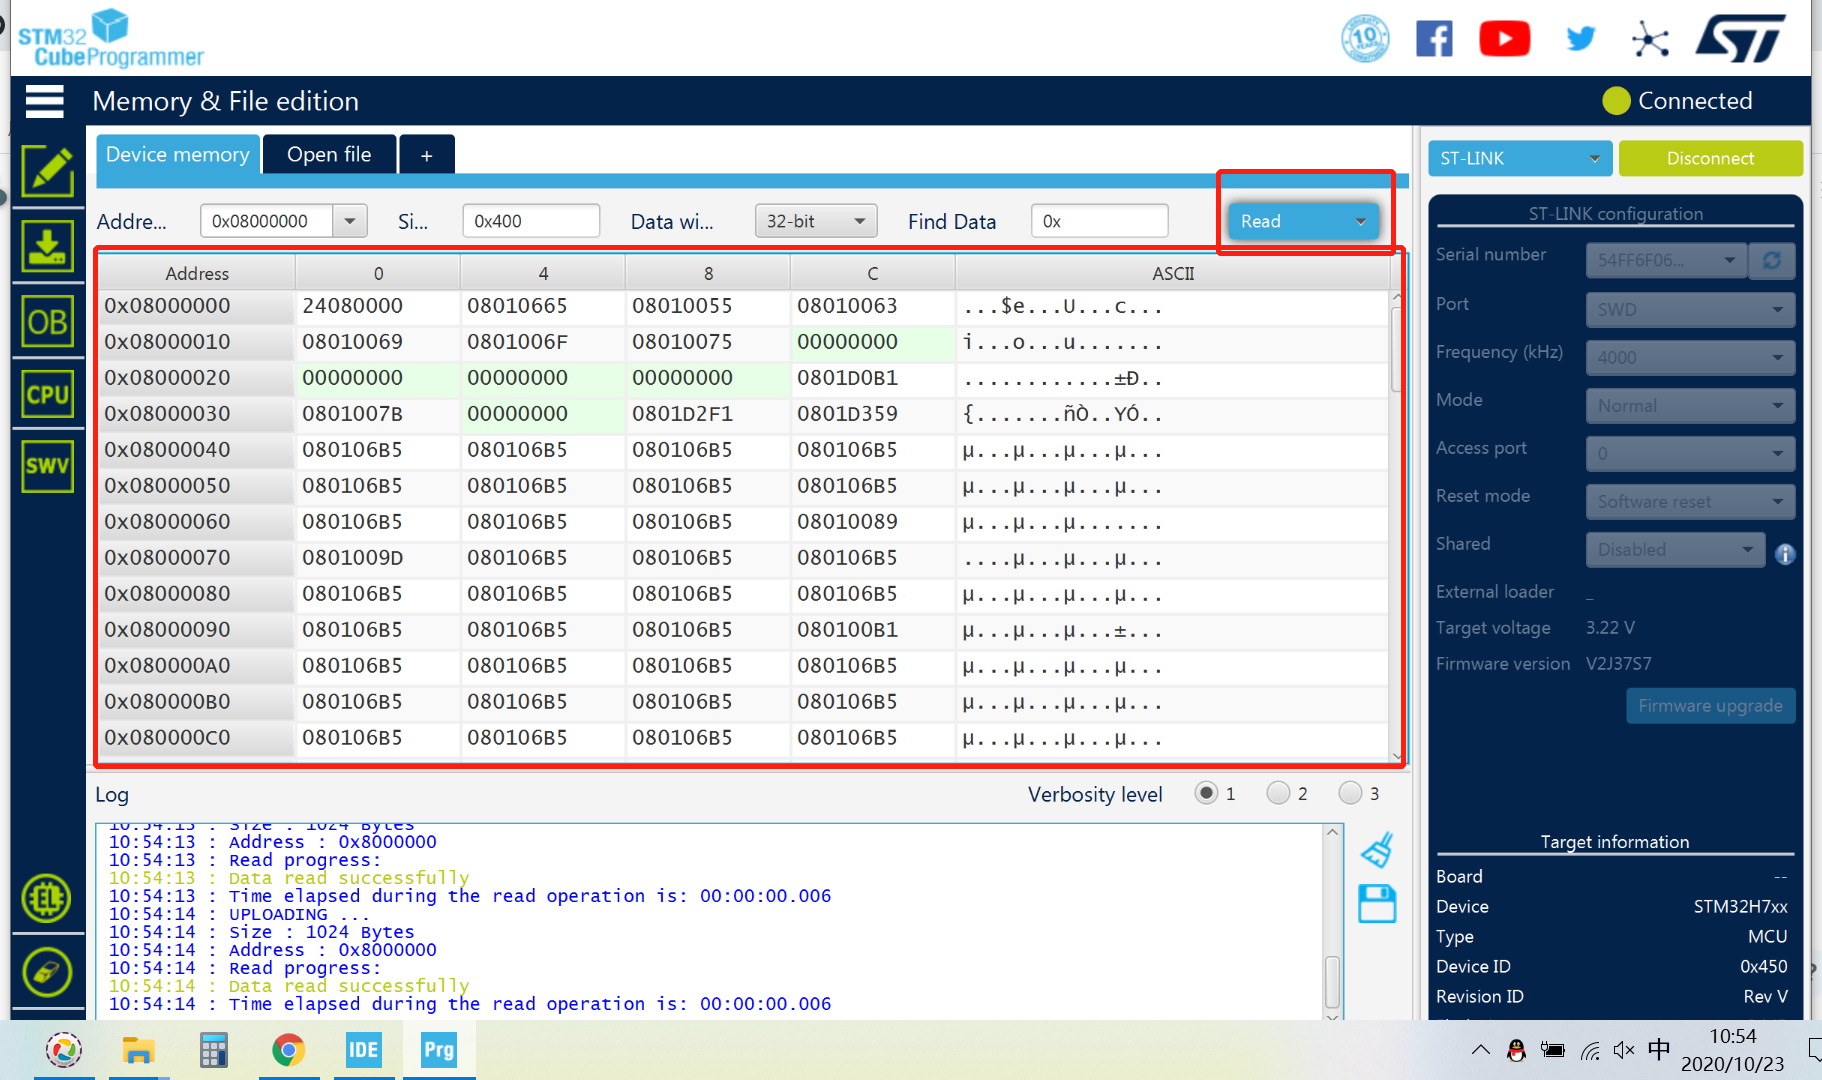 STM32
CubeProgrammer
10
Memory & File edition
Connected
Device memory
Open file
+
ST-LINK
Disconnect
Addre...
0x08000000
Si...
0x400
Data wi...
32-bit
Find Data
0x
Read
Address 0 4 8 C ASCII
0x08000000 24080000 08010665 08010055 08010063 ...$e...U...c...
0x08000010 08010069 0801006F 08010075 00000000 i...o...u.......
0x08000020 00000000 00000000 00000000 0801D0B1 ............±Ð..
0x08000030 0801007B 00000000 0801D2F1 0801D359 {.......ñÒ..YÓ..
0x08000040 080106B5 080106B5 080106B5 080106B5 µ...µ...µ...µ...
0x08000050 080106B5 080106B5 080106B5 080106B5 µ...µ...µ...µ...
0x08000060 080106B5 080106B5 080106B5 08010089 µ...µ...µ.......
0x08000070 0801009D 080106B5 080106B5 080106B5 ....µ...µ...µ...
0x08000080 080106B5 080106B5 080106B5 080106B5 µ...µ...µ...µ...
0x08000090 080106B5 080106B5 080106B5 080100B1 µ...µ...µ...±...
0x080000A0 080106B5 080106B5 080106B5 080106B5 µ...µ...µ...µ...
0x080000B0 080106B5 080106B5 080106B5 080106B5 µ...µ...µ...µ...
0x080000C0 080106B5 080106B5 080106B5 080106B5 µ...µ...µ...µ...
OB
CPU
SWV
Log
Verbosity level 1 2 3
10:54:13 : Size : 1024 Bytes
10:54:13 : Address : 0x8000000
10:54:13 : Read progress:
10:54:13 : Data read successfully
10:54:13 : Time elapsed during the read operation is: 00:00:00.006
10:54:14 : UPLOADING ...
10:54:14 : Size : 1024 Bytes
10:54:14 : Address : 0x8000000
10:54:14 : Read progress:
10:54:14 : Data read successfully
10:54:14 : Time elapsed during the read operation is: 00:00:00.006
ST-LINK configuration
Serial number 54FF6F06...
Port SWD
Frequency (kHz) 4000
Mode Normal
Access port 0
Reset mode Software reset
Shared Disabled
External loader _
Target voltage 3.22 V
Firmware version V2J37S7
Firmware upgrade
Target information
Board --
Device STM32H7xx
Type MCU
Device ID 0x450
Revision ID Rev V
IDE
Prg
中
10:54
2020/10/23